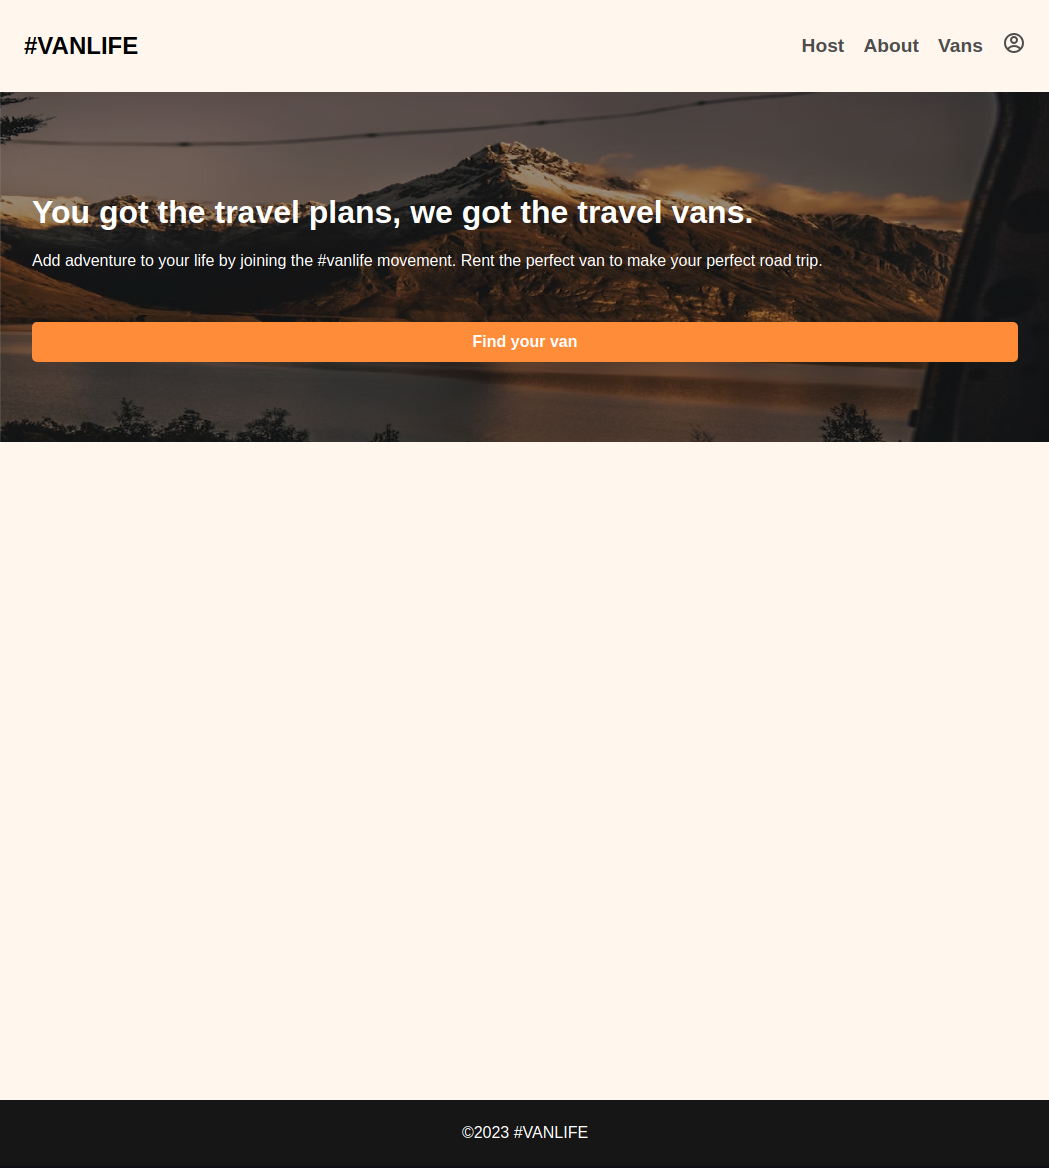 #VANLIFE
Host About Vans
You got the travel plans, we got the travel vans.
Add adventure to your life by joining the #vanlife movement. Rent the perfect van to make your perfect road trip.
Find your van
©2023 #VANLIFE